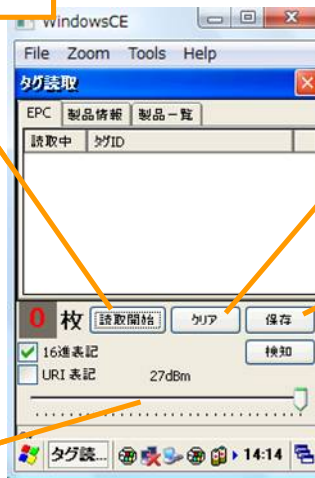 WindowsCE
File Zoom Tools Help
タグ読取
EPC 製品情報 製品一覧
読取中 タグID
0 枚 読取開始 クリア 保存
16進表記 検知
URI 表記 27dBm
タグ読... 14:14